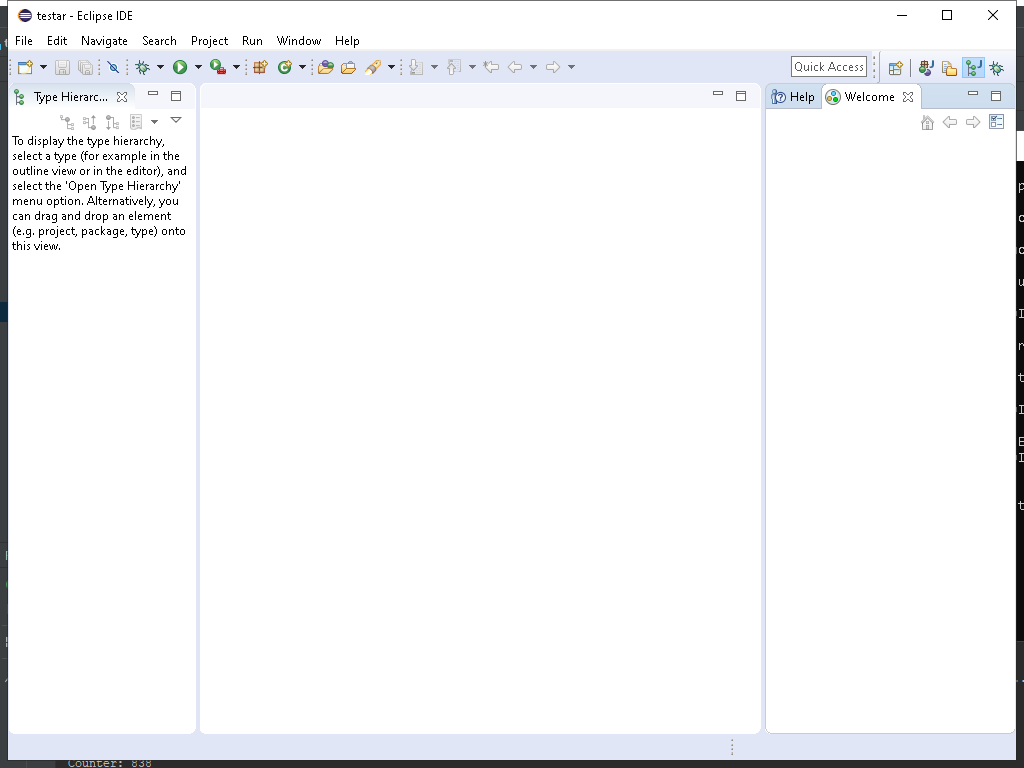 testar - Eclipse IDE
File Edit Navigate Search Project Run Window Help
Quick Access
Type Hierarc...
Help
Welcome
To display the type hierarchy,
select a type (for example in the
outline view or in the editor), and
select the 'Open Type Hierarchy'
menu option. Alternatively, you
can drag and drop an element
(e.g. project, package, type) onto
this view.
Counter: 838